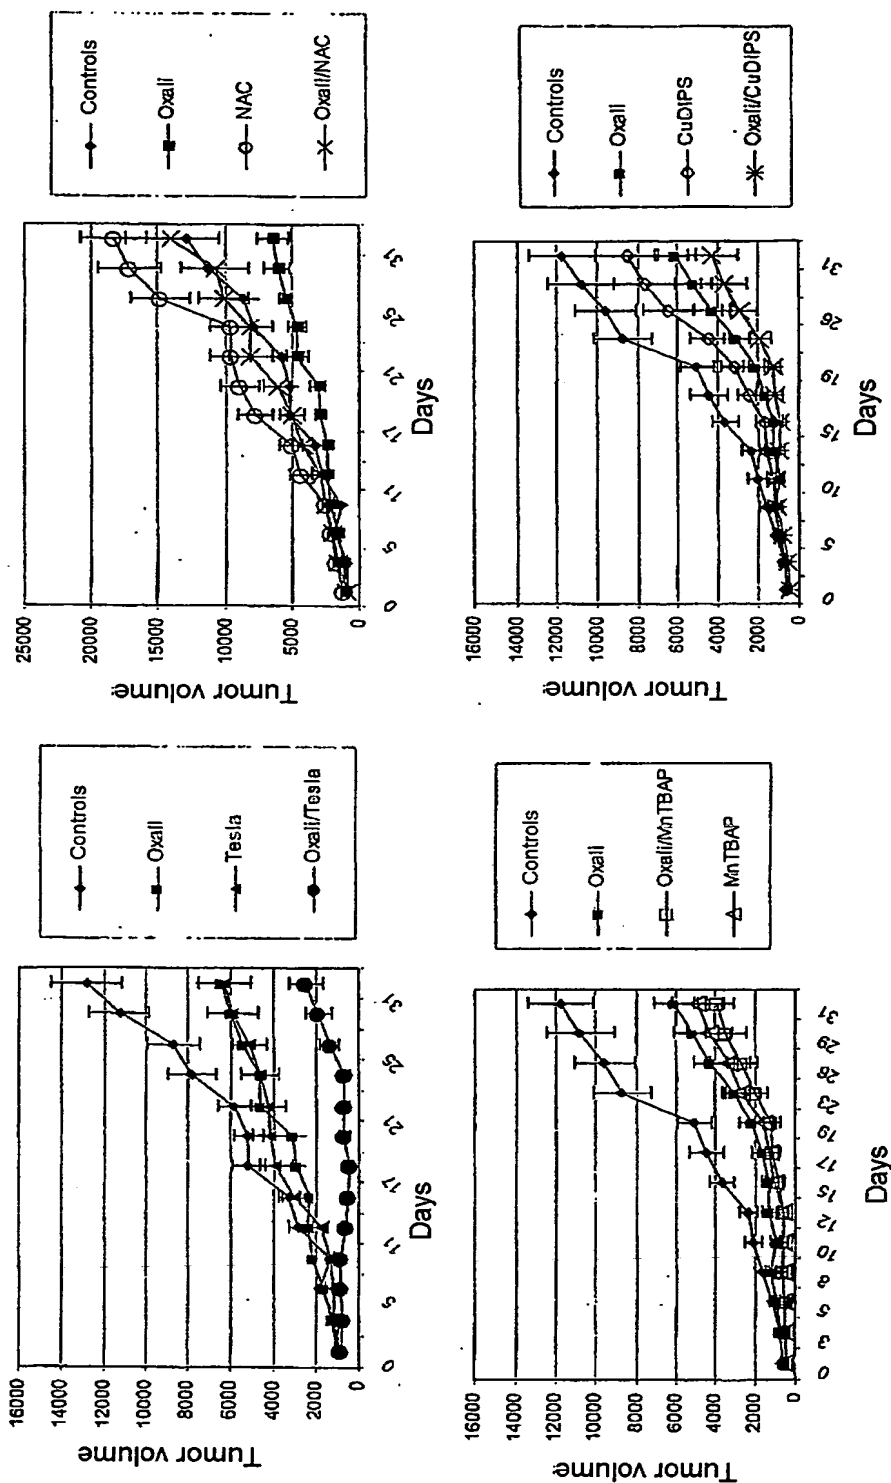 Tumor volume
16000
14000
12000
10000
8000
6000
4000
2000
0
0 5 11 17 21 25 31
Days
Controls
Oxali
Tesla
Oxali/Tesla
Tumor volume
25000
20000
15000
10000
5000
0
0 5 11 17 21 25 31
Days
Controls
Oxali
NAC
Oxali/NAC
Tumor volume
16000
14000
12000
10000
8000
6000
4000
2000
0
0 3 5 8 10 12 15 17 19 23 26 29 31
Days
Controls
Oxali
Oxali/MnTBAP
MnTBAP
Tumor volume
16000
14000
12000
10000
8000
6000
4000
2000
0
0 5 10 15 19 26 31
Days
Controls
Oxali
CuDIPS
Oxali/CuDIPS